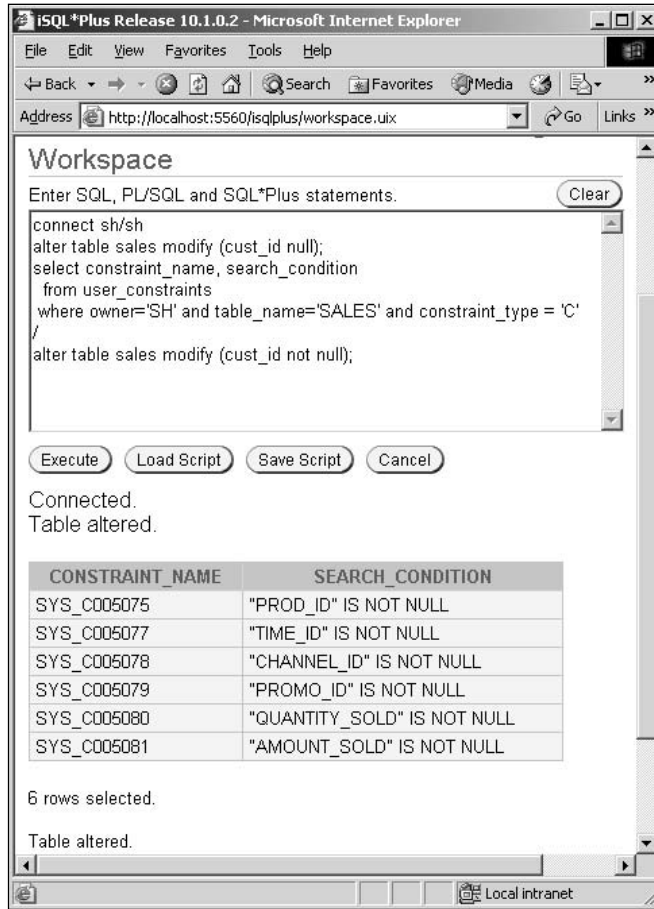 iSQL*Plus Release 10.1.0.2 - Microsoft Internet Explorer
File Edit View Favorites Tools Help
Back Search Favorites Media »
Address http://localhost:5560/isqlplus/workspace.uix Go Links »
Workspace
Enter SQL, PL/SQL and SQL*Plus statements. Clear
connect sh/sh
alter table sales modify (cust_id null);
select constraint_name, search_condition
from user_constraints
where owner='SH' and table_name='SALES' and constraint_type = 'C'
/
alter table sales modify (cust_id not null);
Execute Load Script Save Script Cancel
Connected.
Table altered.
CONSTRAINT_NAME SEARCH_CONDITION
SYS_C005075 "PROD_ID" IS NOT NULL
SYS_C005077 "TIME_ID" IS NOT NULL
SYS_C005078 "CHANNEL_ID" IS NOT NULL
SYS_C005079 "PROMO_ID" IS NOT NULL
SYS_C005080 "QUANTITY_SOLD" IS NOT NULL
SYS_C005081 "AMOUNT_SOLD" IS NOT NULL
6 rows selected.
Table altered.
Local intranet